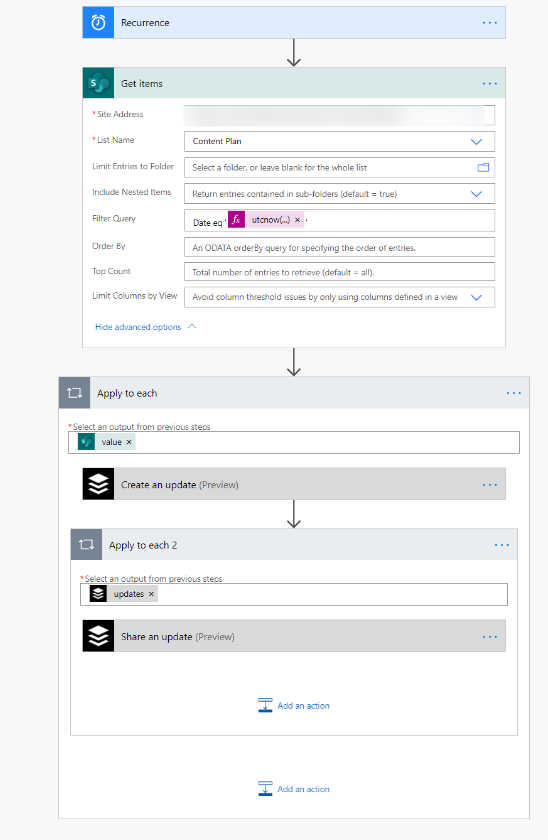 Recurrence
Get items
* Site Address
* List Name Content Plan
Limit Entries to Folder Select a folder, or leave blank for the whole list
Include Nested Items Return entries contained in sub-folders (default = true)
Filter Query Date eq ' fx utcnow(...) × '
Order By An ODATA orderBy query for specifying the order of entries.
Top Count Total number of entries to retrieve (default = all).
Limit Columns by View Avoid column threshold issues by only using columns defined in a view
Hide advanced options
Apply to each
* Select an output from previous steps
value ×
Create an update (Preview)
Apply to each 2
* Select an output from previous steps
updates ×
Share an update (Preview)
Add an action
Add an action